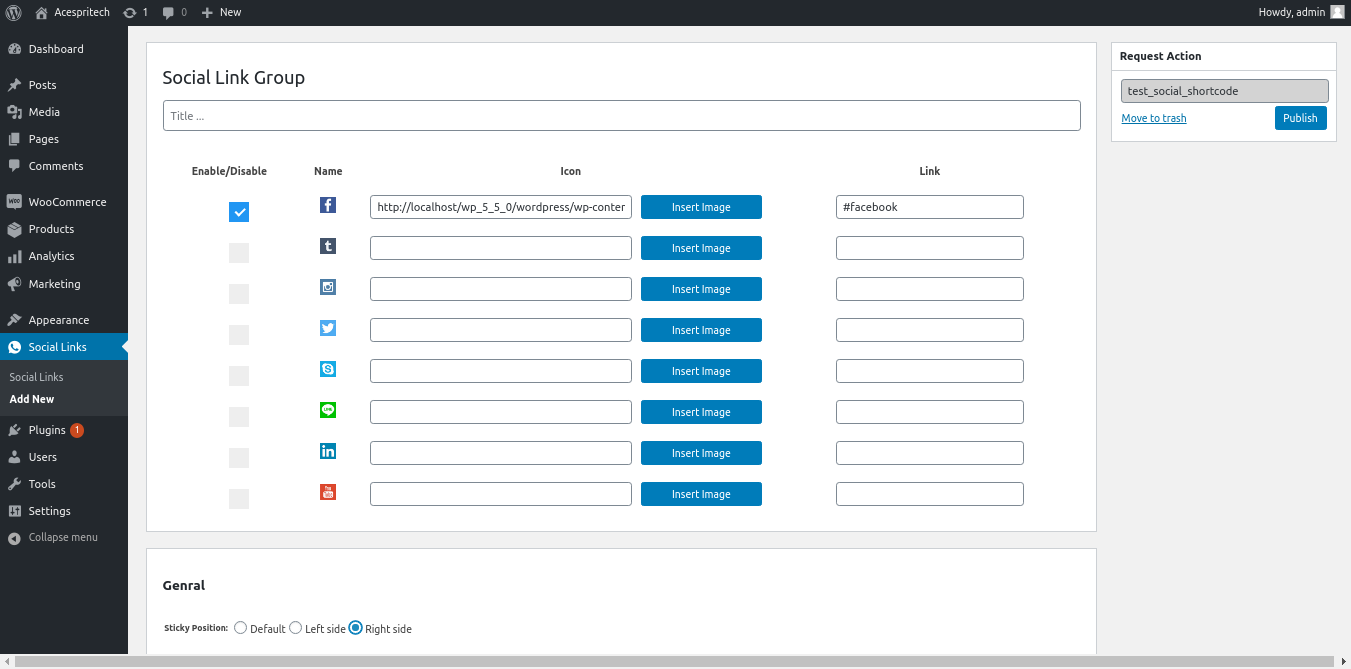 Acespritech 1 0 New Howdy, admin
Dashboard
Posts
Media
Pages
Comments
WooCommerce
Products
Analytics
Marketing
Appearance
Social Links
Social Links
Add New
Plugins 1
Users
Tools
Settings
Collapse menu
Social Link Group
Title ...
Enable/Disable Name Icon Link
http://localhost/wp_5_5_0/wordpress/wp-conter Insert Image #facebook
Insert Image
Insert Image
Insert Image
Insert Image
Insert Image
Insert Image
Insert Image
Genral
Sticky Position: Default Left side Right side
Request Action
test_social_shortcode
Move to trash Publish